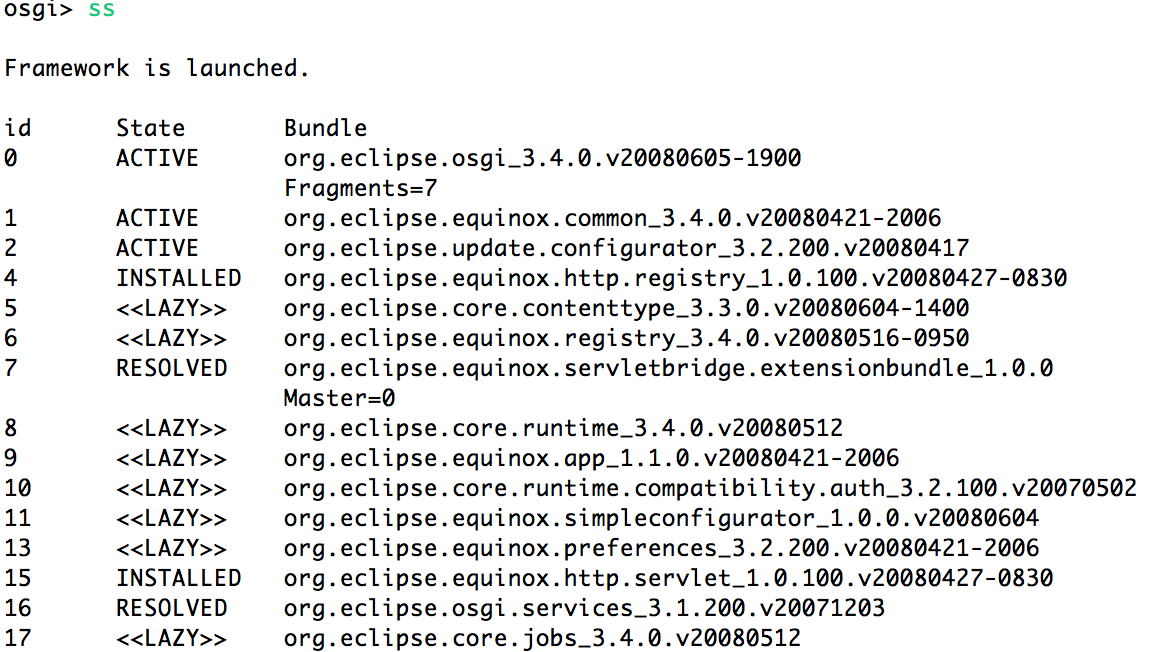 osgi> ss
Framework is launched.
id State Bundle
0 ACTIVE org.eclipse.osgi_3.4.0.v20080605-1900
Fragments=7
1 ACTIVE org.eclipse.equinox.common_3.4.0.v20080421-2006
2 ACTIVE org.eclipse.update.configurator_3.2.200.v20080417
4 INSTALLED org.eclipse.equinox.http.registry_1.0.100.v20080427-0830
5 <<LAZY>> org.eclipse.core.contenttype_3.3.0.v20080604-1400
6 <<LAZY>> org.eclipse.equinox.registry_3.4.0.v20080516-0950
7 RESOLVED org.eclipse.equinox.servletbridge.extensionbundle_1.0.0
Master=0
8 <<LAZY>> org.eclipse.core.runtime_3.4.0.v20080512
9 <<LAZY>> org.eclipse.equinox.app_1.1.0.v20080421-2006
10 <<LAZY>> org.eclipse.core.runtime.compatibility.auth_3.2.100.v20070502
11 <<LAZY>> org.eclipse.equinox.simpleconfigurator_1.0.0.v20080604
13 <<LAZY>> org.eclipse.equinox.preferences_3.2.200.v20080421-2006
15 INSTALLED org.eclipse.equinox.http.servlet_1.0.100.v20080427-0830
16 RESOLVED org.eclipse.osgi.services_3.1.200.v20071203
17 <<LAZY>> org.eclipse.core.jobs_3.4.0.v20080512